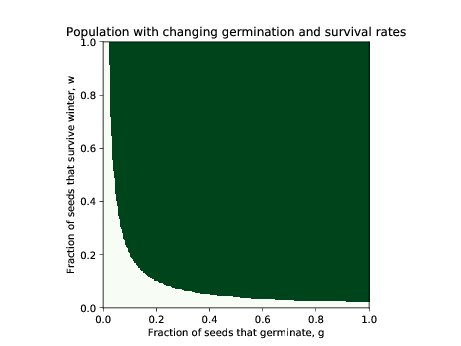 Population with changing germination and survival rates
1.0
0.8
0.6
0.4
0.2
0.0
Fraction of seeds that survive winter, w
0.0 0.2 0.4 0.6 0.8 1.0
Fraction of seeds that germinate, g